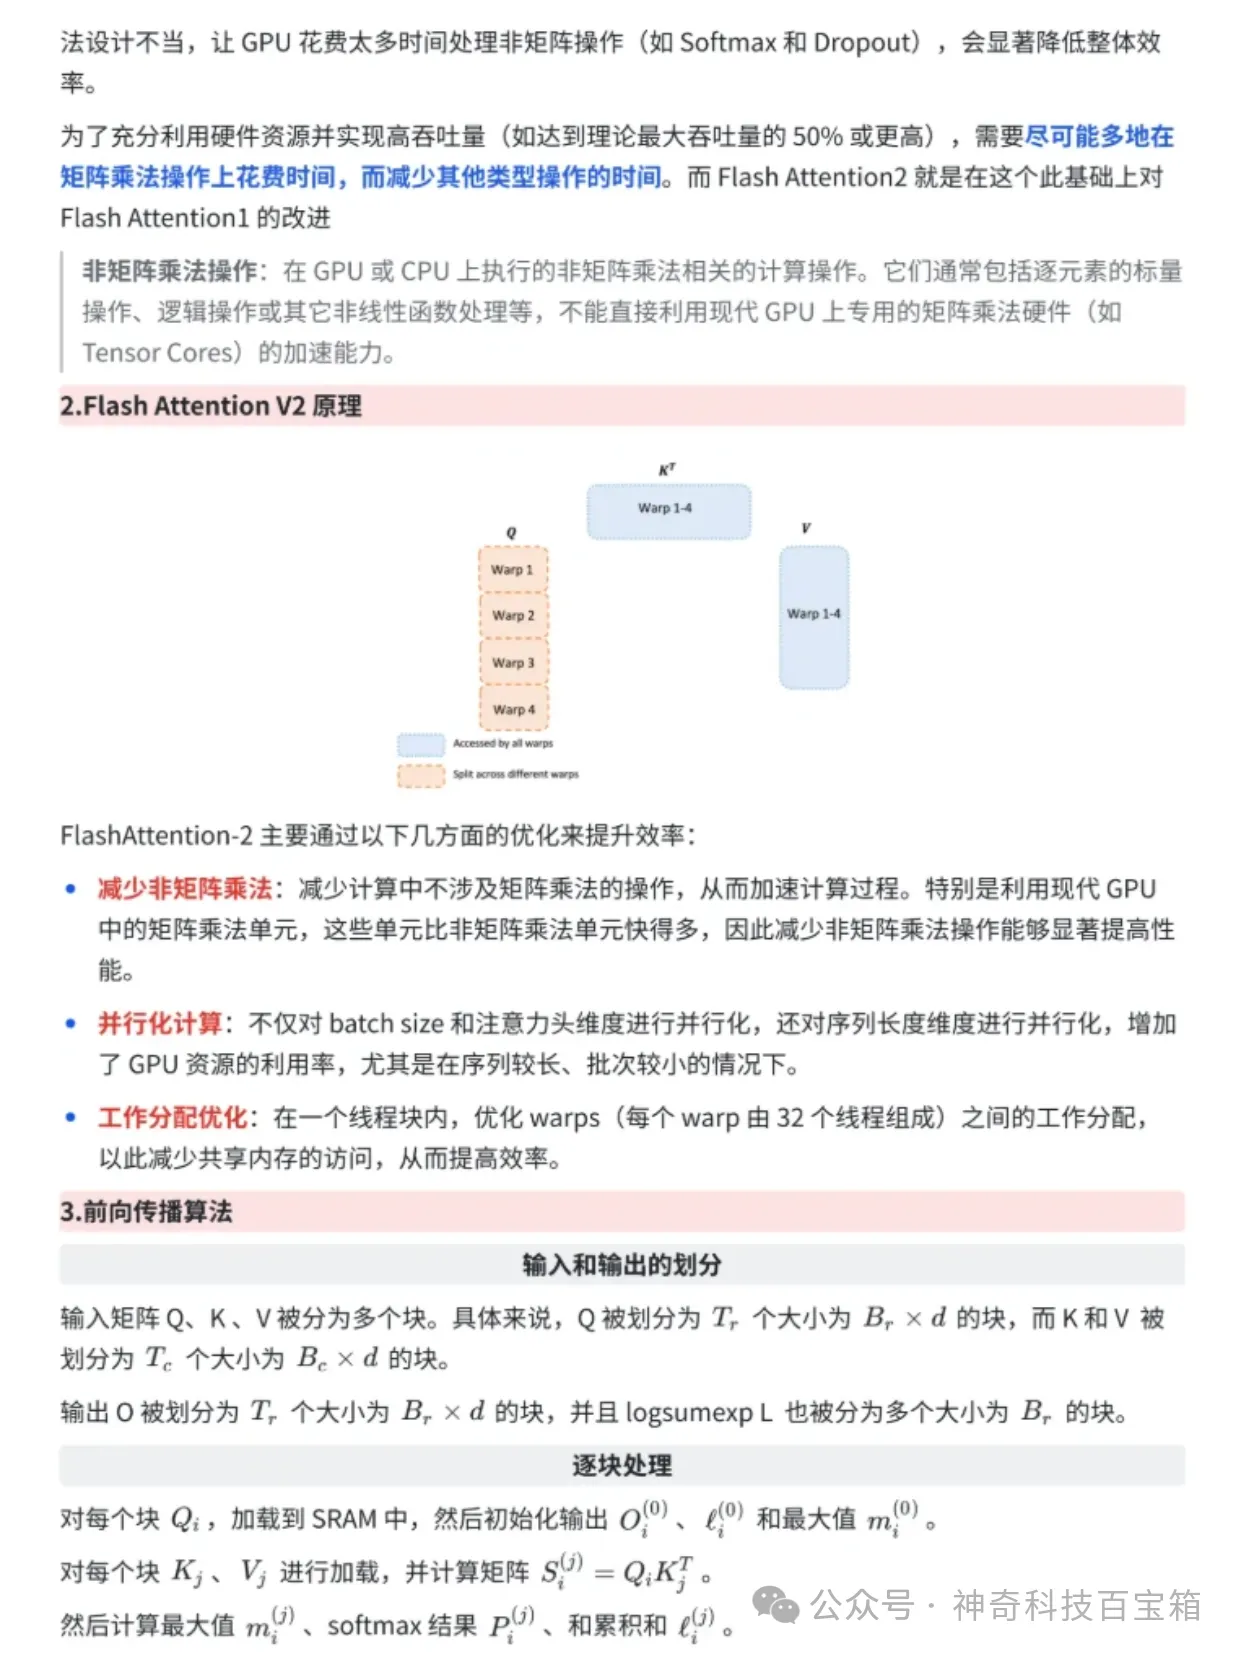 法设计不当，让 GPU 花费太多时间处理非矩阵操作（如 Softmax 和 Dropout），会显著降低整体效
率。
为了充分利用硬件资源并实现高吞吐量（如达到理论最大吞吐量的 50% 或更高），需要尽可能多地在
矩阵乘法操作上花费时间，而减少其他类型操作的时间。而 Flash Attention2 就是在这个此基础上对
Flash Attention1 的改进
非矩阵乘法操作：在 GPU 或 CPU 上执行的非矩阵乘法相关的计算操作。它们通常包括逐元素的标量
操作、逻辑操作或其它非线性函数处理等，不能直接利用现代 GPU 上专用的矩阵乘法硬件（如
Tensor Cores）的加速能力。
2.Flash Attention V2 原理
K^T
Warp 1-4
Q
V
Warp 1
Warp 2
Warp 3
Warp 4
Warp 1-4
Accessed by all warps
Split across different warps
FlashAttention-2 主要通过以下几方面的优化来提升效率：
• 减少非矩阵乘法：减少计算中不涉及矩阵乘法的操作，从而加速计算过程。特别是利用现代 GPU
中的矩阵乘法单元，这些单元比非矩阵乘法单元快得多，因此减少非矩阵乘法操作能够显著提高性
能。
• 并行化计算：不仅对 batch size 和注意力头维度进行并行化，还对序列长度维度进行并行化，增加
了 GPU 资源的利用率，尤其是在序列较长、批次较小的情况下。
• 工作分配优化：在一个线程块内，优化 warps（每个 warp 由 32 个线程组成）之间的工作分配，
以此减少共享内存的访问，从而提高效率。
3.前向传播算法
输入和输出的划分
输入矩阵 Q、K 、V 被分为多个块。具体来说，Q 被划分为 T_r 个大小为 B_r × d 的块，而 K 和 V 被
划分为 T_c 个大小为 B_c × d 的块。
输出 O 被划分为 T_r 个大小为 B_r × d 的块，并且 logsumexp L 也被分为多个大小为 B_r 的块。
逐块处理
对每个块 Q_i ，加载到 SRAM 中，然后初始化输出 O_i^(0) 、 ℓ_i^(0) 和最大值 m_i^(0) 。
对每个块 K_j 、 V_j 进行加载，并计算矩阵 S_i^(j) = Q_i K_j^T 。
然后计算最大值 m_i^(j) 、softmax 结果 P_i^(j) 、和累积和 ℓ_i^(j) 。
公众号 · 神奇科技百宝箱